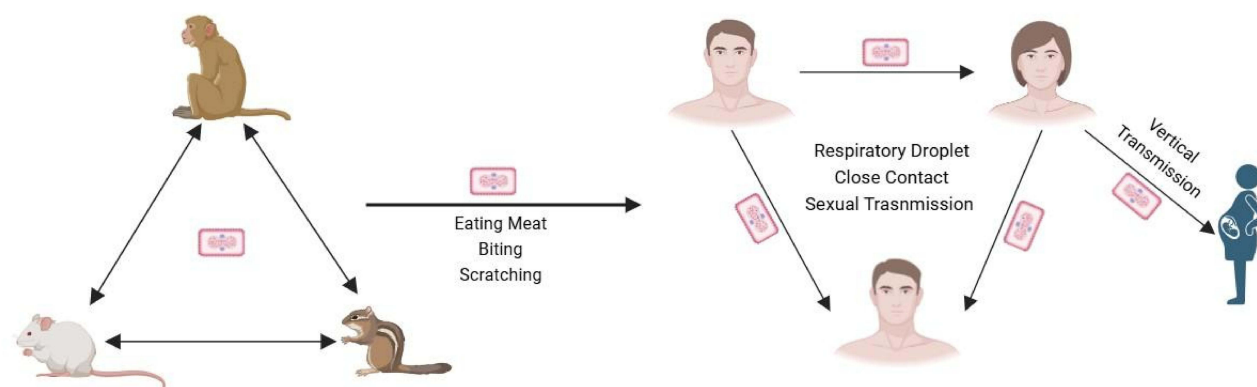 Eating Meat
Biting
Scratching
Respiratory Droplet
Close Contact
Sexual Trasnmission
Vertical
Transmission